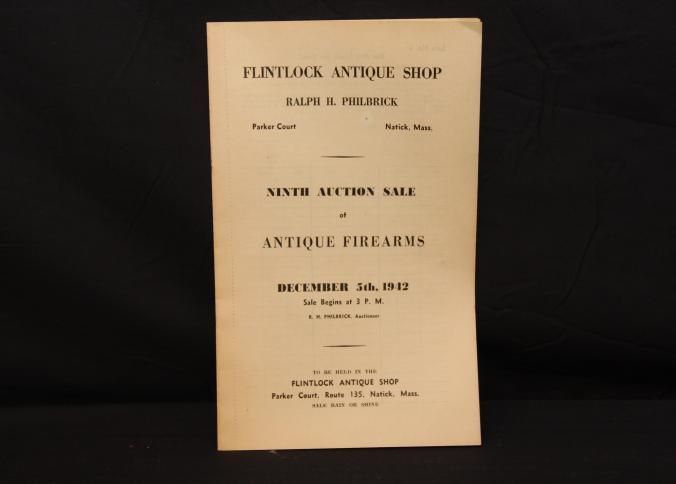 FLINTLOCK ANTIQUE SHOP
RALPH H. PHILBRICK
Parker Court Natick, Mass.
NINTH AUCTION SALE
of
ANTIQUE FIREARMS
DECEMBER 5th, 1942
Sale Begins at 3 P. M.
R. H. PHILBRICK, Auctioneer
TO BE HELD IN THE
FLINTLOCK ANTIQUE SHOP
Parker Court, Route 135, Natick, Mass.
SALE RAIN OR SHINE